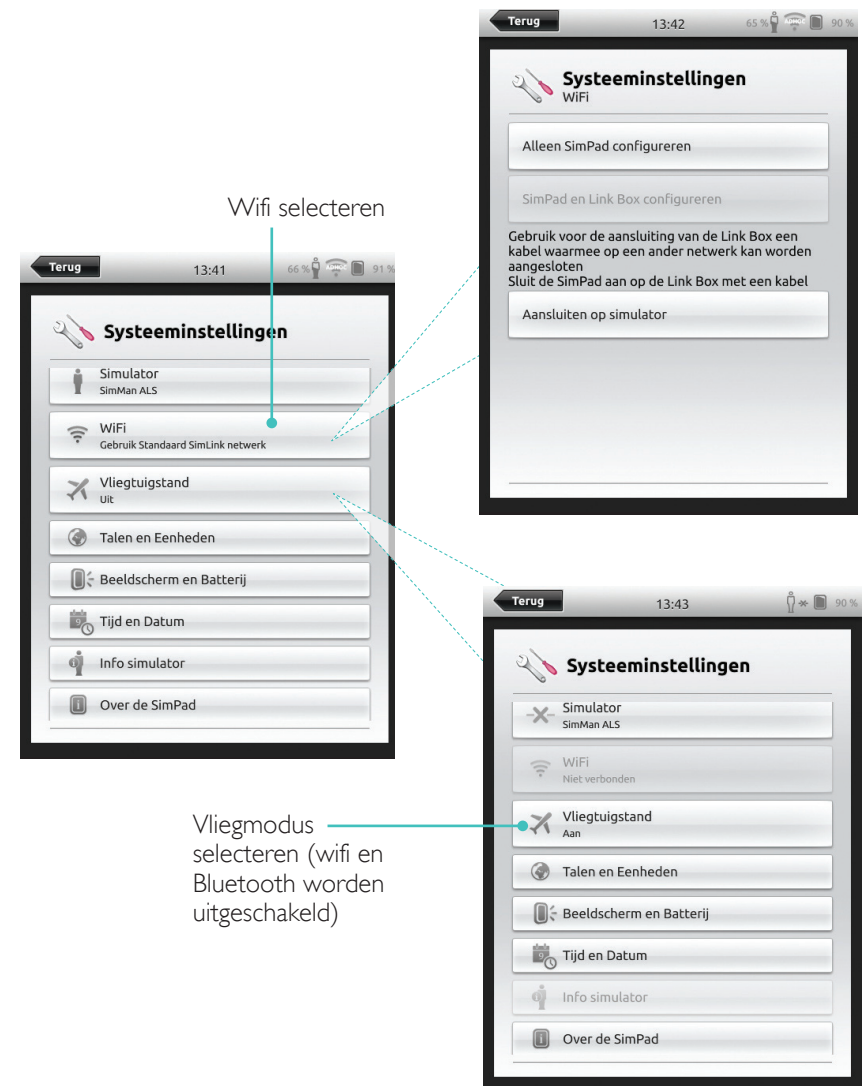 Terug
13:42
65 %
ADHOC
90 %
Systeeminstellingen
WiFi
Alleen SimPad configureren
SimPad en Link Box configureren
Gebruik voor de aansluiting van de Link Box een
kabel waarmee op een ander netwerk kan worden
aangesloten
Sluit de SimPad aan op de Link Box met een kabel
Aansluiten op simulator
Wifi selecteren
Terug
13:41
66 %
ADHOC
91 %
Systeeminstellingen
Simulator
SimMan ALS
WiFi
Gebruik Standaard SimLink netwerk
Vliegtuigstand
Uit
Talen en Eenheden
Beeldscherm en Batterij
9
Tijd en Datum
Info simulator
Over de SimPad
Vliegmodus
selecteren (wifi en
Bluetooth worden
uitgeschakeld)
Terug
13:43
90 %
Systeeminstellingen
Simulator
SimMan ALS
WiFi
Niet verbonden
Vliegtuigstand
Aan
Talen en Eenheden
Beeldscherm en Batterij
9
Tijd en Datum
Info simulator
Over de SimPad